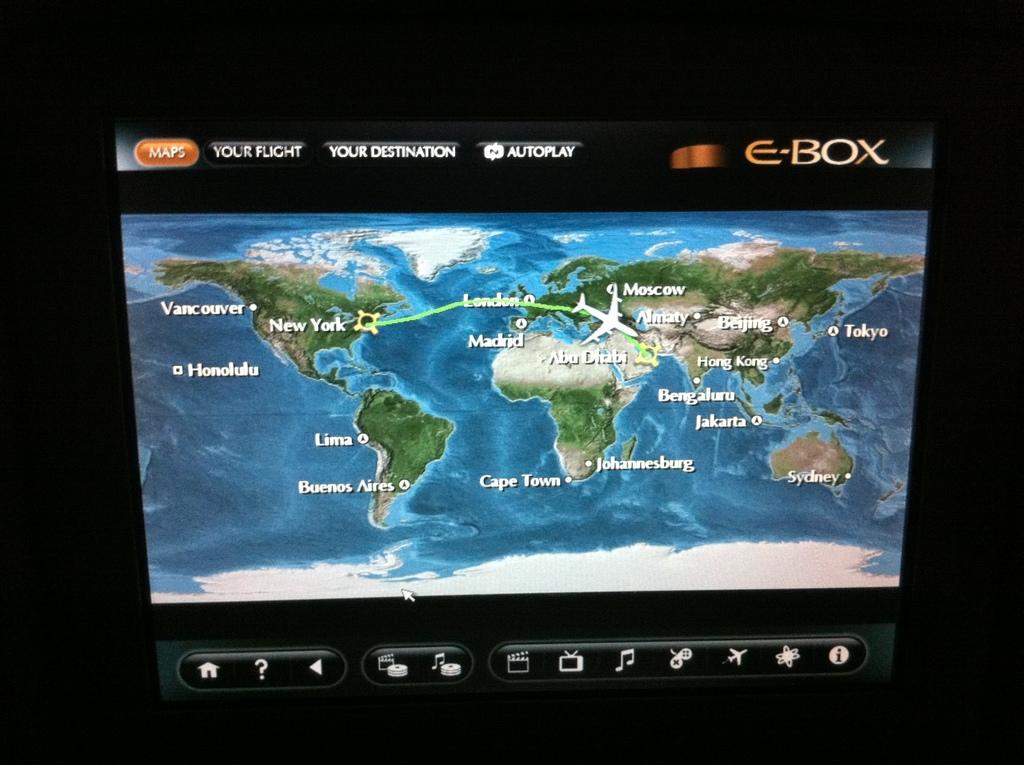 MAPS
YOUR FLIGHT
YOUR DESTINATION
AUTOPLAY
E-BOX
Moscow
London
Vancouver
New York
Almaty
Beijing
Tokyo
Madrid
Abu Dhabi
Hong Kong
Honolulu
Bengaluru
Jakarta
Lima
Johannesburg
Buenos Aires
Cape Town
Sydney
?
i